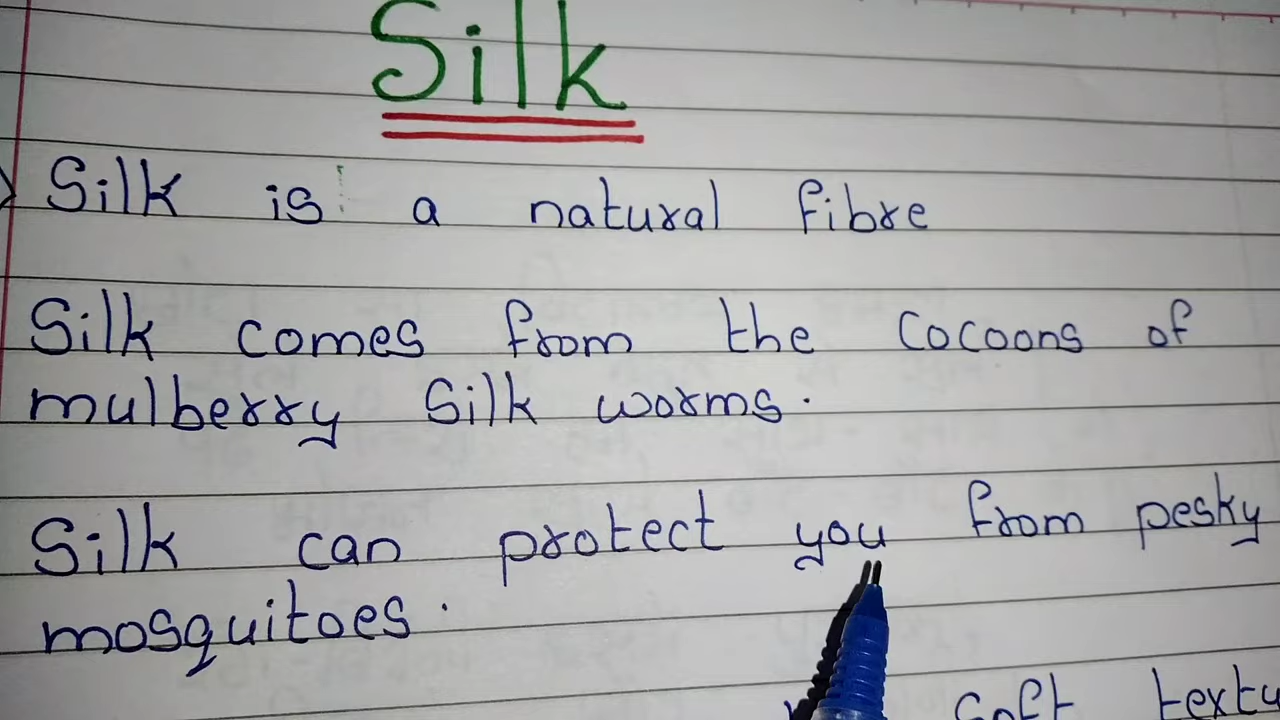 Silk
Silk is a natural fibre
Silk comes from the cocoons of
mulberry silk worms.
Silk can protect you from pesky
mosquitoes.
soft